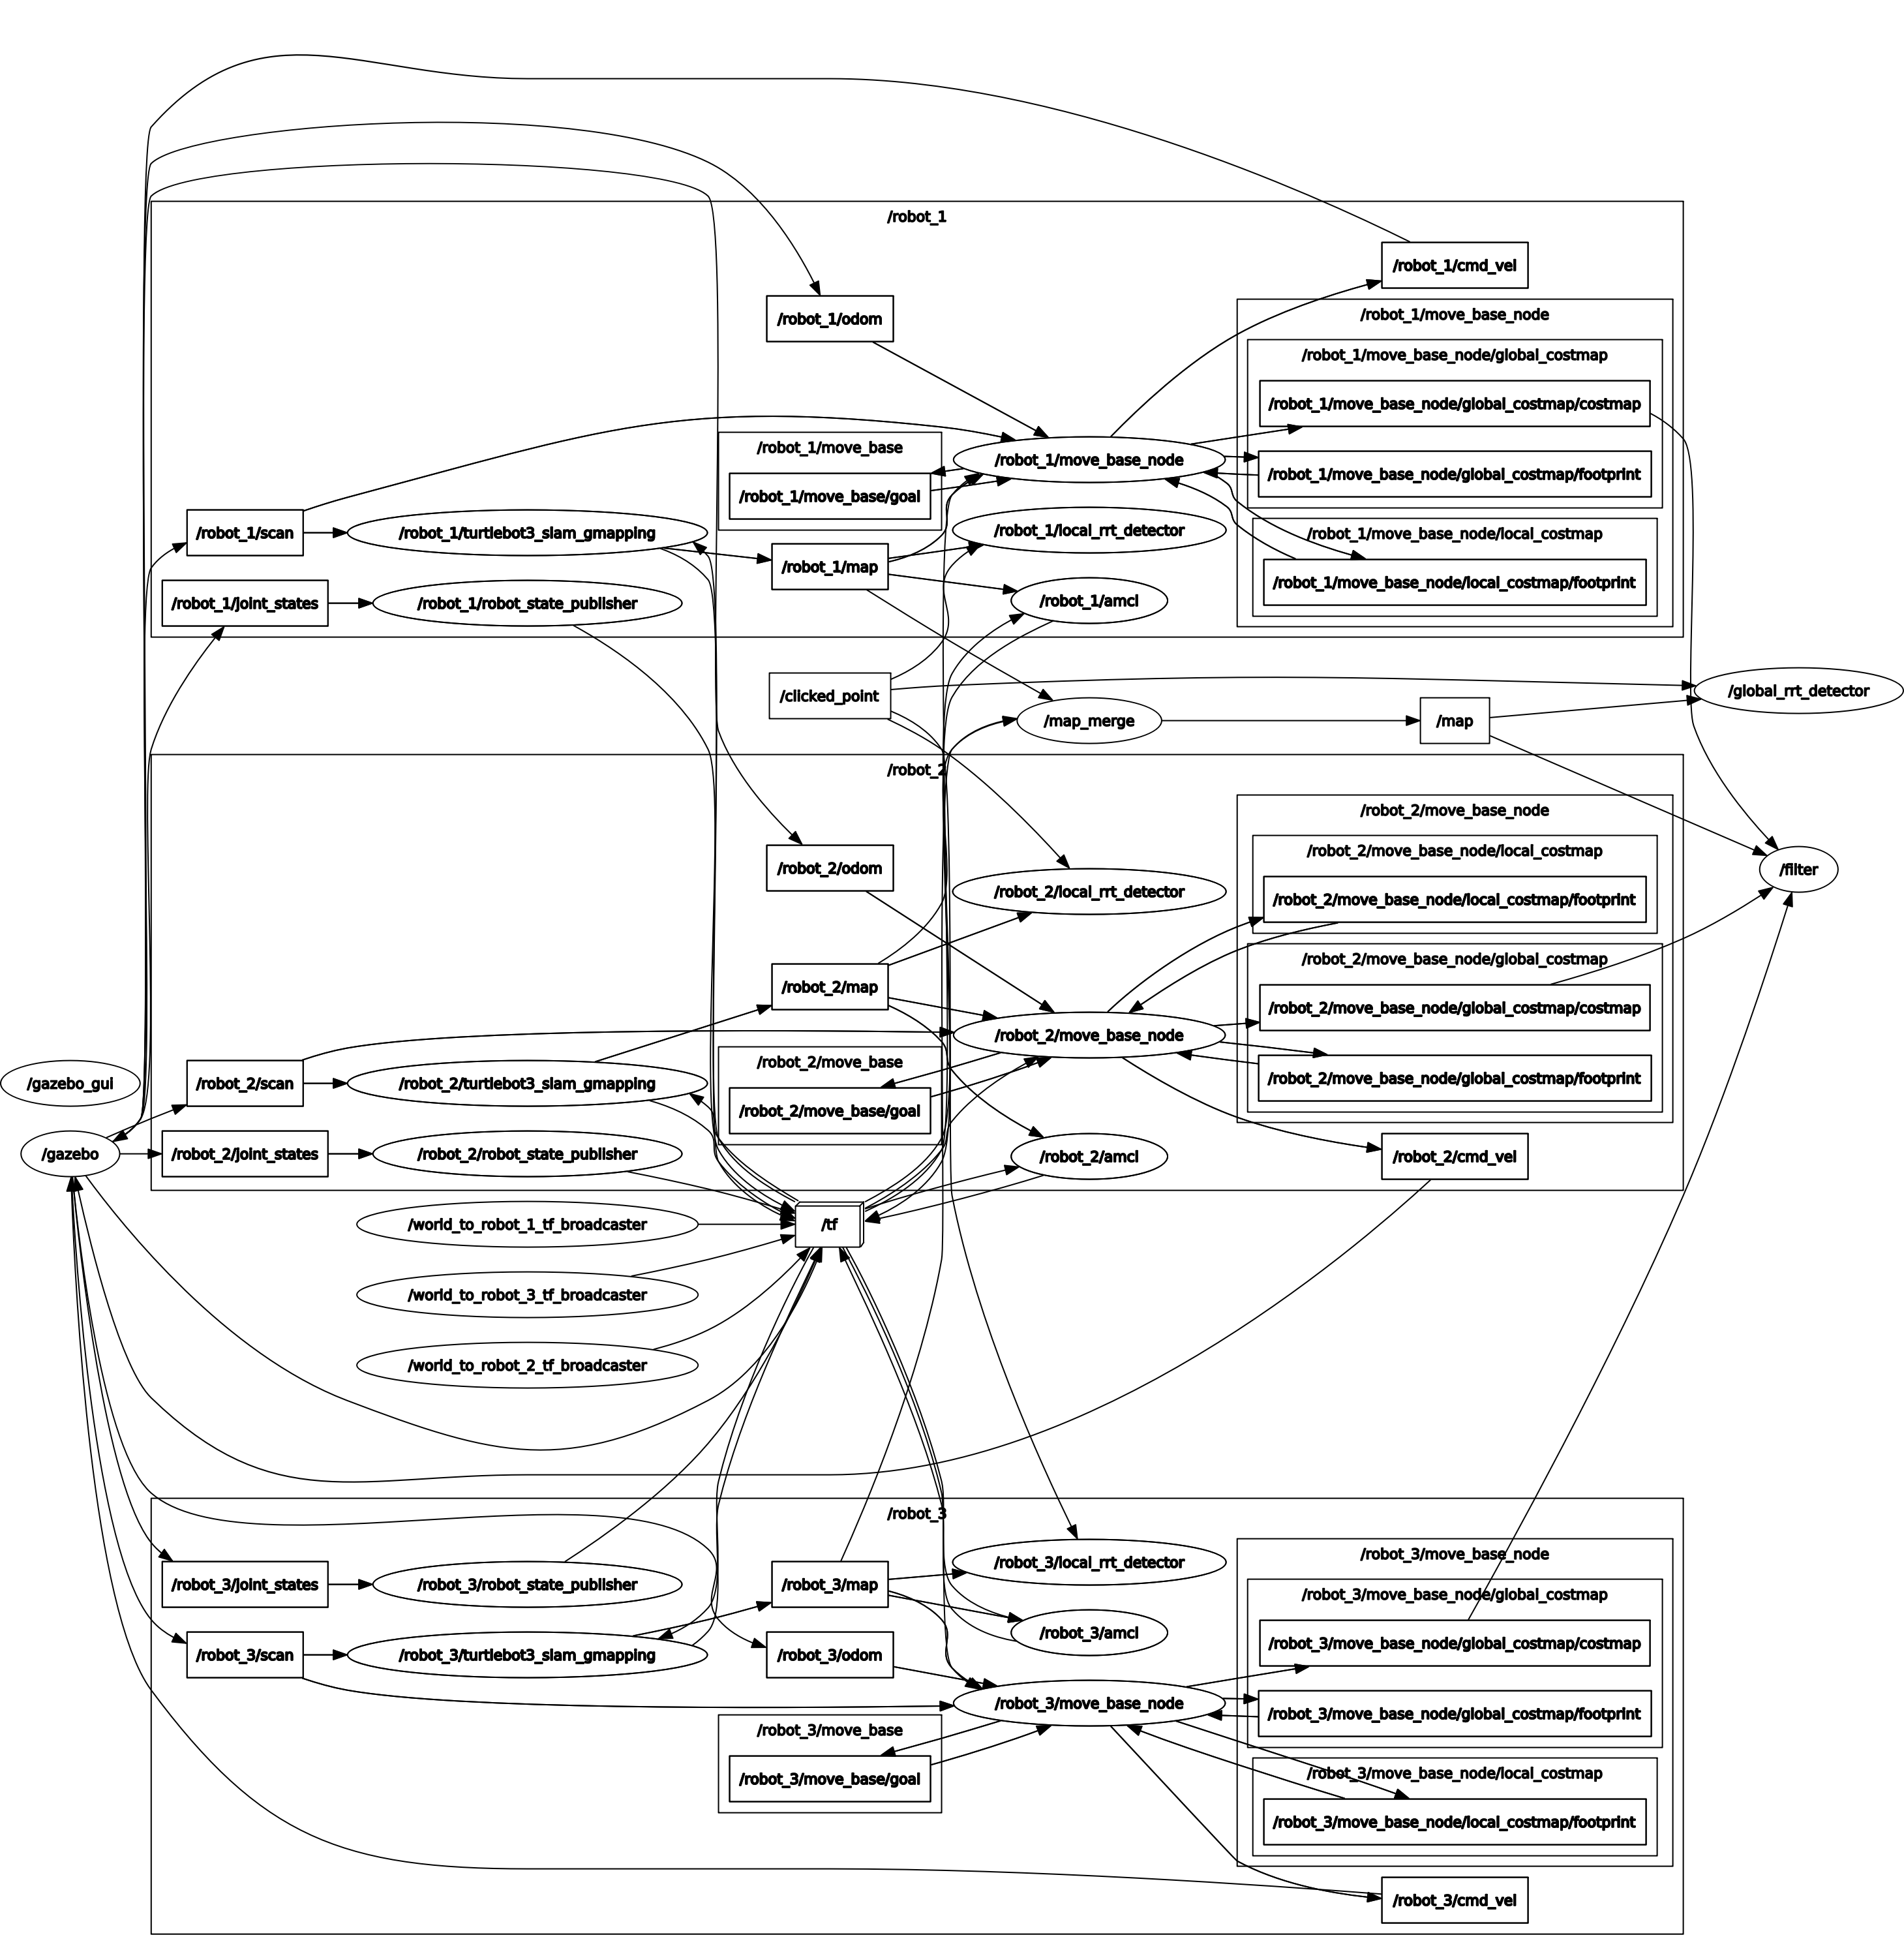 /robot_1
/robot_1/cmd_vel
/robot_1/odom
/robot_1/move_base_node
/robot_1/move_base_node/global_costmap
/robot_1/move_base_node/global_costmap/costmap
/robot_1/move_base
/robot_1/move_base_node
/robot_1/move_base_node/global_costmap/footprint
/robot_1/move_base/goal
/robot_1/scan
/robot_1/turtlebot3_slam_gmapping
/robot_1/local_rrt_detector
/robot_1/move_base_node/local_costmap
/robot_1/map
/robot_1/move_base_node/local_costmap/footprint
/robot_1/joint_states
/robot_1/robot_state_publisher
/robot_1/amcl
/clicked_point
/global_rrt_detector
/map_merge
/map
/robot_2
/robot_2/move_base_node
/robot_2/move_base_node/local_costmap
/robot_2/odom
/filter
/robot_2/local_rrt_detector
/robot_2/move_base_node/local_costmap/footprint
/robot_2/move_base_node/global_costmap
/robot_2/map
/robot_2/move_base_node/global_costmap/costmap
/robot_2/move_base_node
/robot_2/move_base
/gazebo_gui
/robot_2/scan
/robot_2/turtlebot3_slam_gmapping
/robot_2/move_base_node/global_costmap/footprint
/robot_2/move_base/goal
/gazebo
/robot_2/joint_states
/robot_2/robot_state_publisher
/robot_2/amcl
/robot_2/cmd_vel
/world_to_robot_1_tf_broadcaster
/tf
/world_to_robot_3_tf_broadcaster
/world_to_robot_2_tf_broadcaster
/robot_3
/robot_3/move_base_node
/robot_3/local_rrt_detector
/robot_3/joint_states
/robot_3/robot_state_publisher
/robot_3/map
/robot_3/move_base_node/global_costmap
/robot_3/amcl
/robot_3/move_base_node/global_costmap/costmap
/robot_3/scan
/robot_3/turtlebot3_slam_gmapping
/robot_3/odom
/robot_3/move_base_node
/robot_3/move_base_node/global_costmap/footprint
/robot_3/move_base
/robot_3/move_base_node/local_costmap
/robot_3/move_base/goal
/robot_3/move_base_node/local_costmap/footprint
/robot_3/cmd_vel